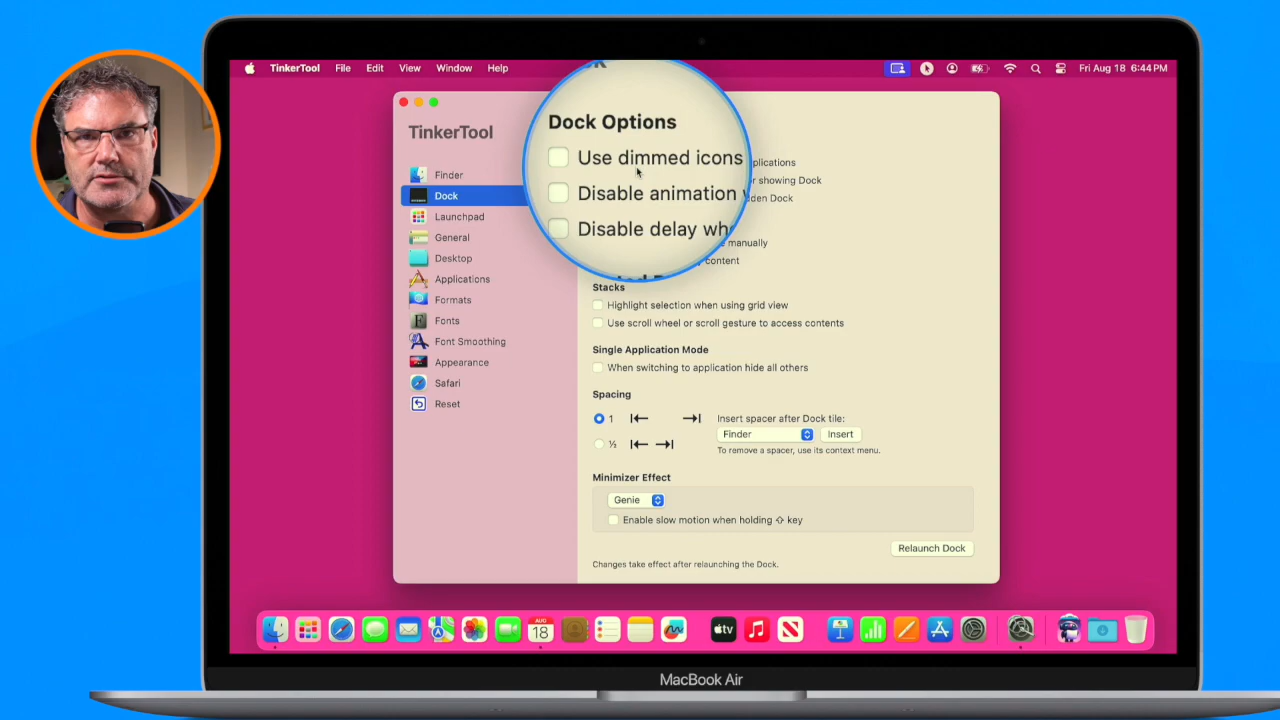 TinkerTool File Edit View Window Help Fri Aug 18 6:44 PM
TinkerTool
Finder
Dock
Launchpad
General
Desktop
Applications
Formats
Fonts
Font Smoothing
Appearance
Safari
Reset
Dock Options
Use dimmed icons
plications
Disable animation
r showing Dock
Disable delay whe
den Dock
manually
content
Stacks
Highlight selection when using grid view
Use scroll wheel or scroll gesture to access contents
Single Application Mode
When switching to application hide all others
Spacing
1
½
Insert spacer after Dock tile:
Finder Insert
To remove a spacer, use its context menu.
Minimizer Effect
Genie
Enable slow motion when holding ⇧ key
Relaunch Dock
Changes take effect after relaunching the Dock.
AUG
18
tv
MacBook Air